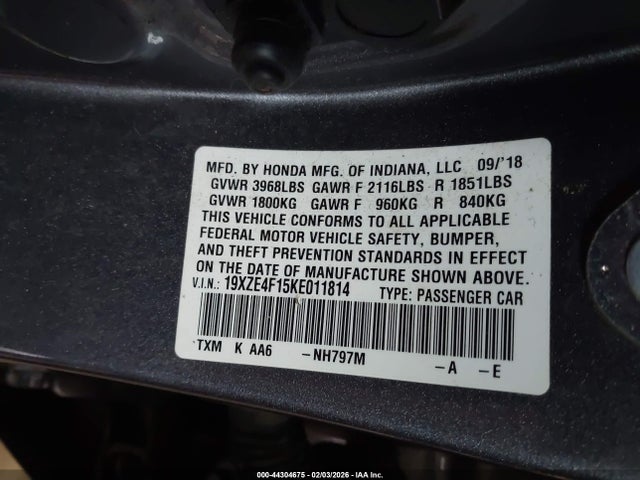 MFD. BY HONDA MFG. OF INDIANA, LLC 09/'18
GVWR 3968LBS GAWR F 2116LBS R 1851LBS
GVWR 1800KG GAWR F 960KG R 840KG
THIS VEHICLE CONFORMS TO ALL APPLICABLE
FEDERAL MOTOR VEHICLE SAFETY, BUMPER,
AND THEFT PREVENTION STANDARDS IN EFFECT
ON THE DATE OF MANUFACTURE SHOWN ABOVE.
V.I.N.: 19XZE4F15KE011814 TYPE: PASSENGER CAR
TXM K AA6 -NH797M -A -E
000-44304675 - 02/03/2026 - IAA Inc.